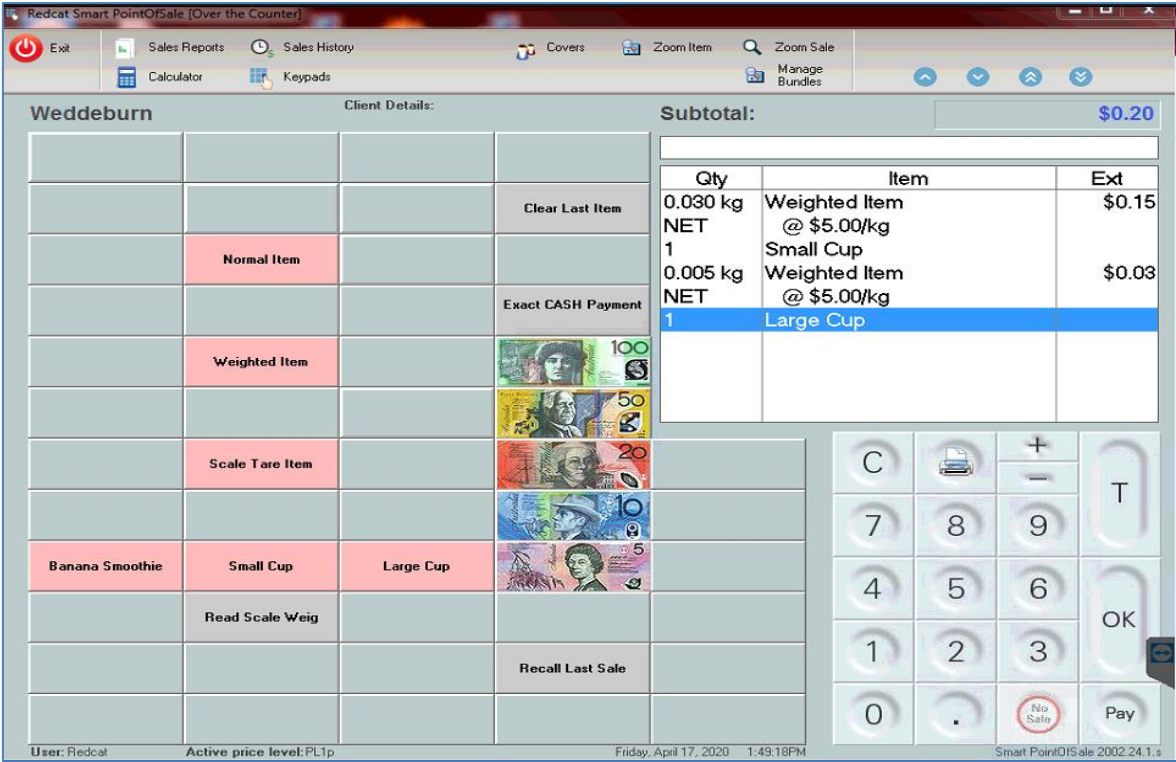 Redcat Smart PointOfSale [Over the Counter]
Exit
Sales Reports
Sales History
Covers
Zoom Item
Zoom Sale
Calculator
Keypads
Manage
Bundles
Weddeburn
Client Details:
Subtotal:
$0.20
Qty Item Ext
0.030 kg Weighted Item $0.15
NET @ $5.00/kg
1 Small Cup
0.005 kg Weighted Item $0.03
NET @ $5.00/kg
1 Large Cup
Clear Last Item
Normal Item
Exact CASH Payment
Weighted Item
100
50
Scale Tare Item
20
10
Banana Smoothie
Small Cup
Large Cup
5
Read Scale Weig
Recall Last Sale
C + − T
7 8 9
4 5 6
OK
1 2 3
0 . No Sale Pay
User: Redcat
Active price level: PL1p
Friday, April 17, 2020 1:49:18PM
Smart PointOfSale 2002.24.1.s